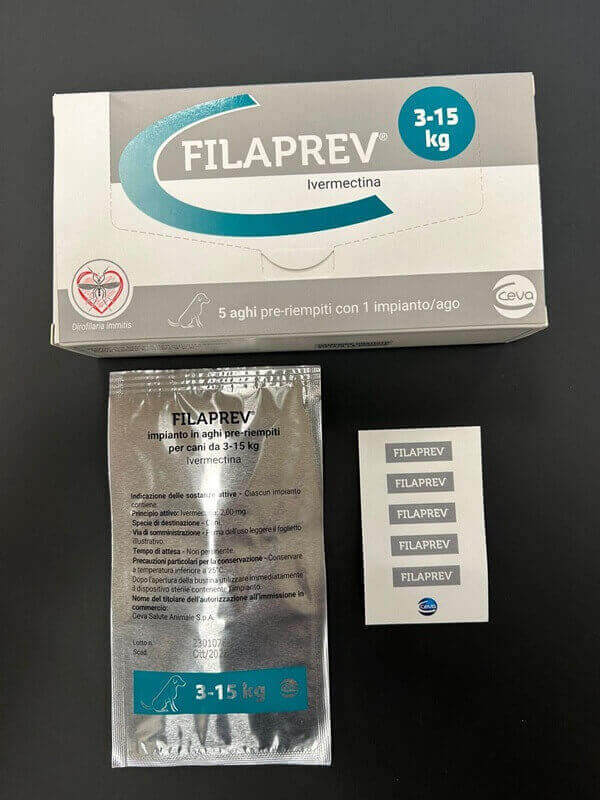 FILAPREV®
3-15
kg
Ivermectina
Dirofilaria immitis
5 aghi pre-riempiti con 1 impianto/ago
Ceva
FILAPREV®
impianto in aghi pre-riempiti
per cani da 3-15 kg
Ivermectina
Indicazione delle sostanze attive - Ciascun impianto
contiene:
Principio attivo: Ivermectina 2,00 mg.
Specie di destinazione - Cani.
Via di somministrazione - Prima dell'uso leggere il foglietto
illustrativo.
Tempo di attesa - Non pertinente.
Precauzioni particolari per la conservazione - Conservare
a temperatura inferiore a 25°C.
Dopo l'apertura della bustina utilizzare immediatamente
il dispositivo sterile contenente l'impianto.
Nome del titolare dell'autorizzazione all'immissione in
commercio:
Ceva Salute Animale S.p.A.
Lotto n.
Scad.
3-15 kg
FILAPREV
FILAPREV
FILAPREV
FILAPREV
FILAPREV
Ceva